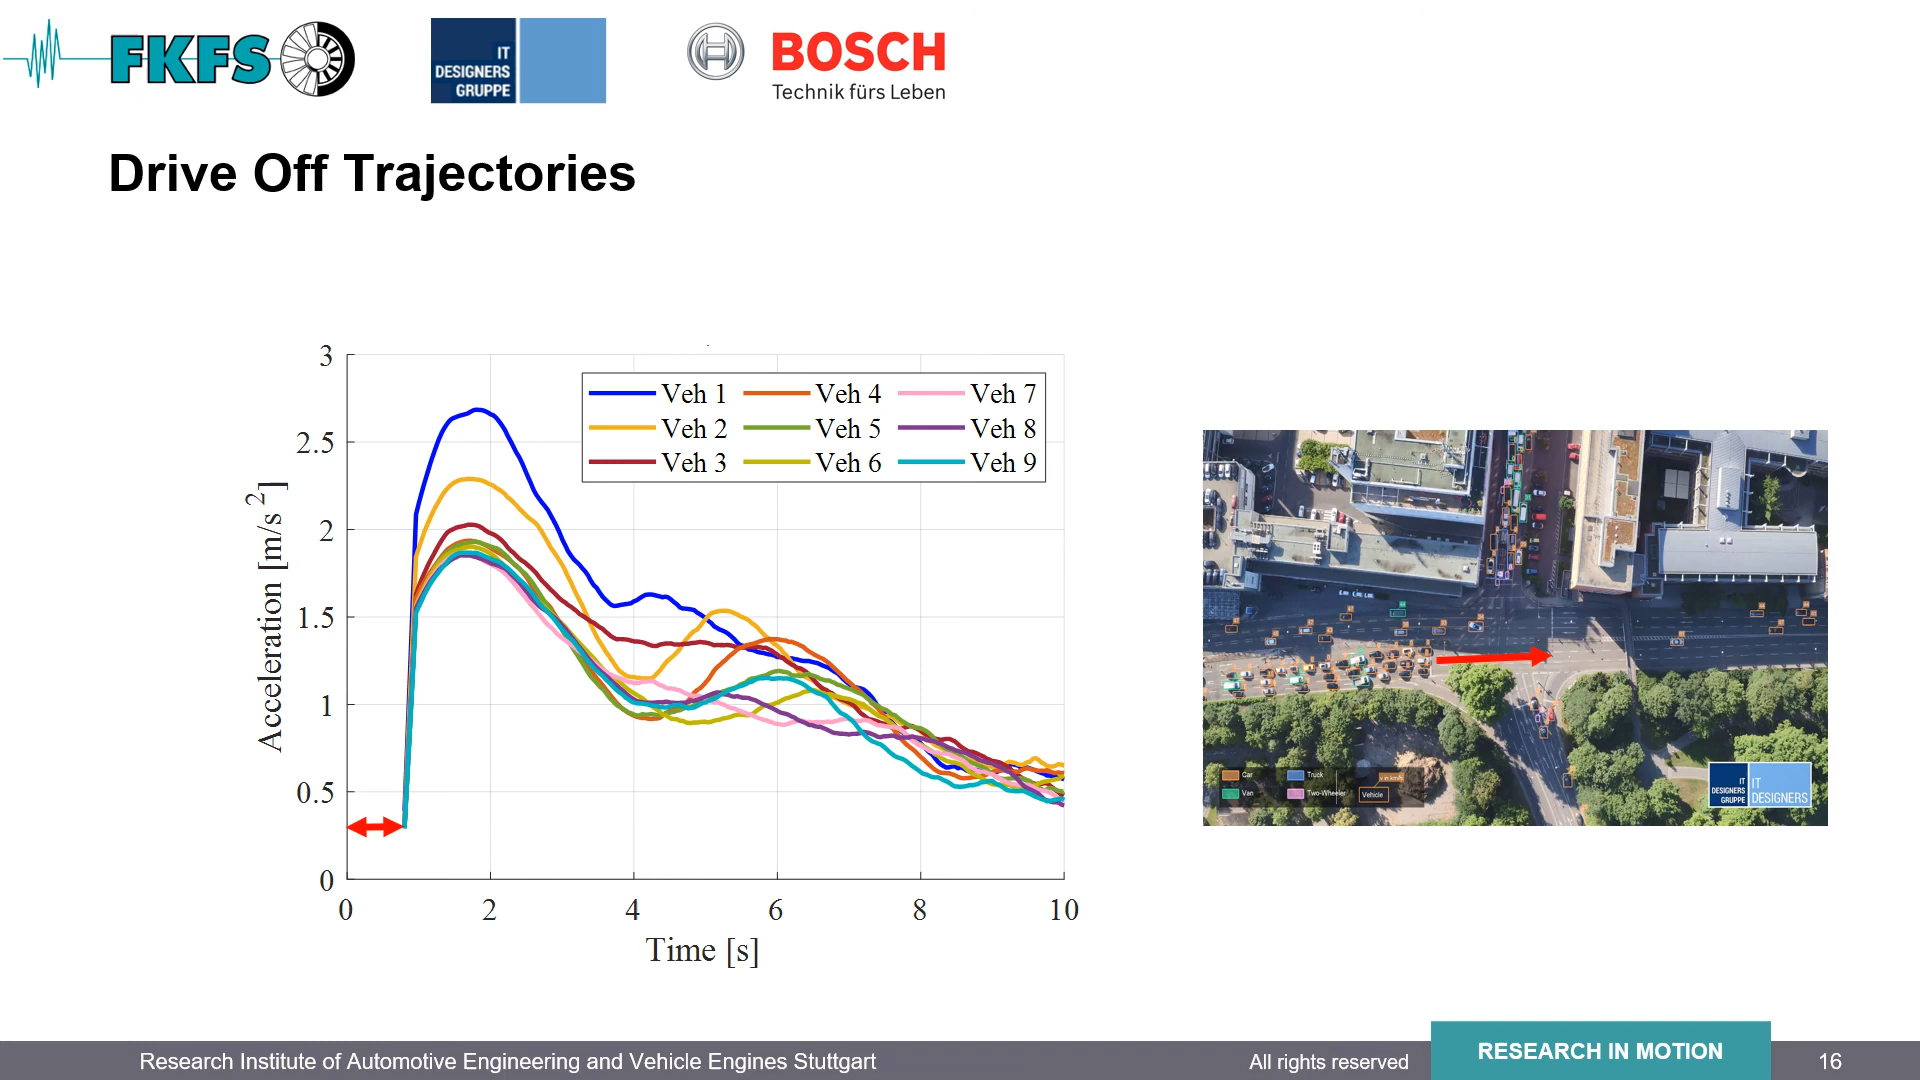 FKFS
IT
DESIGNERS
GRUPPE
BOSCH
Technik fürs Leben
Drive Off Trajectories
3
2.5
2
1.5
1
0.5
0
Acceleration [m/s²]
Veh 1
Veh 4
Veh 7
Veh 2
Veh 5
Veh 8
Veh 3
Veh 6
Veh 9
0
2
4
6
8
10
Time [s]
Car
Truck
v in km/h
Van
Two-Wheeler
Vehicle
IT
DESIGNERS
GRUPPE
IT
DESIGNERS
Research Institute of Automotive Engineering and Vehicle Engines Stuttgart
All rights reserved
RESEARCH IN MOTION
16